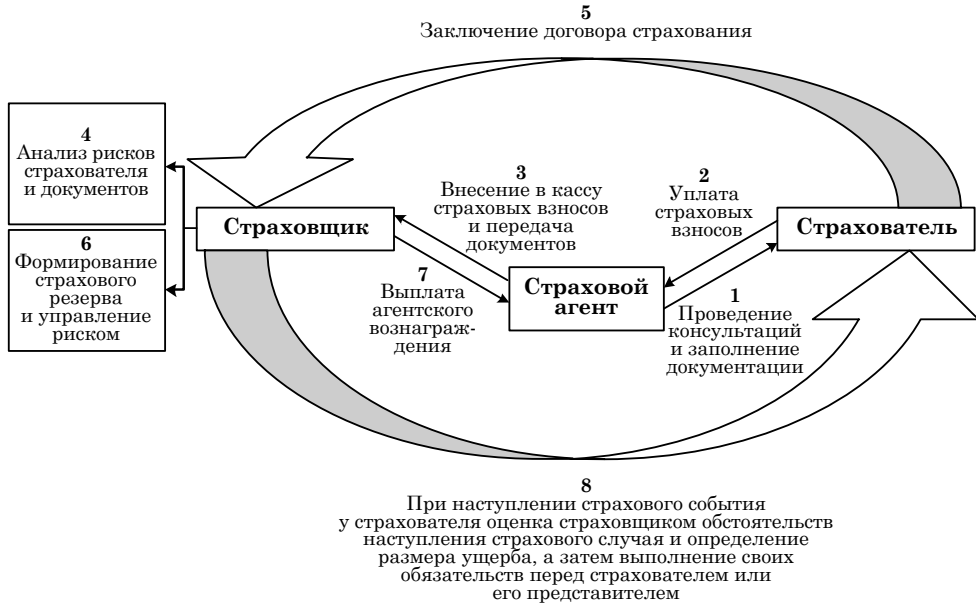 5
Заключение договора страхования
4
Анализ рисков
страхователя
и документов
3
Внесение в кассу
страховых взносов
и передача
документов
2
Уплата
страховых
взносов
Страховщик
Страхователь
6
Формирование
страхового
резерва
и управление
риском
7
Выплата
агентского
вознаграж-
дения
Страховой
агент
1
Проведение
консультаций
и заполнение
документации
8
При наступлении страхового события
у страхователя оценка страховщиком обстоятельств
наступления страхового случая и определение
размера ущерба, а затем выполнение своих
обязательств перед страхователем или
его представителем